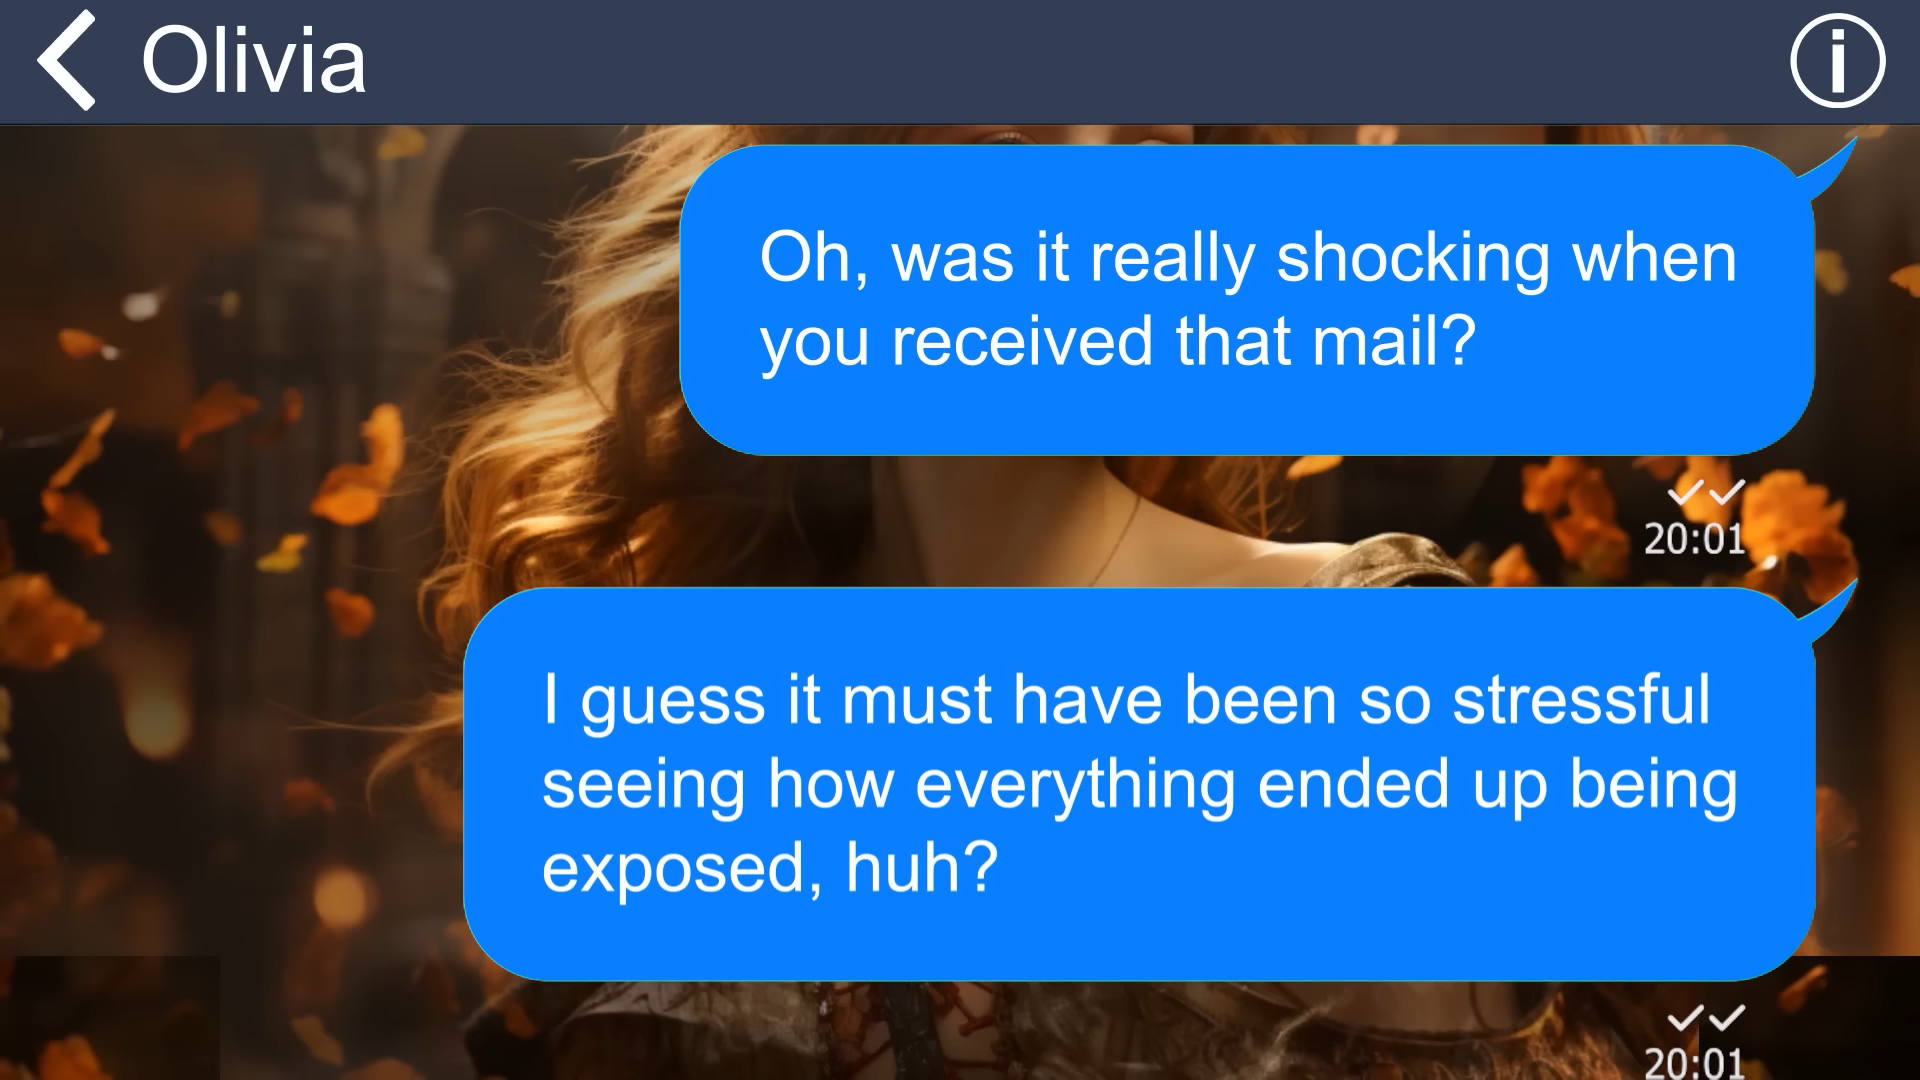 Olivia
Oh, was it really shocking when
you received that mail?
20:01
I guess it must have been so stressful
seeing how everything ended up being
exposed, huh?
20:01